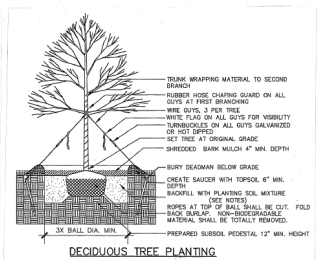 TRUNK WRAPPING MATERIAL TO SECOND
BRANCH
RUBBER HOSE CHAFING GUARD ON ALL
GUYS AT FIRST BRANCHING
WIRE GUYS, 3 PER TREE
WHITE FLAG ON ALL GUYS FOR VISIBILITY
TURNBUCKLES ON ALL GUYS GALVANIZED
OR HOT DIPPED
SET TREE AT ORIGINAL GRADE
SHREDDED BARK MULCH 4" MIN. DEPTH
BURY DEADMAN BELOW GRADE
CREATE SAUCER WITH TOPSOIL 6" MIN.
DEPTH
BACKFILL WITH PLANTING SOIL MIXTURE
(SEE NOTES)
ROPES AT TOP OF BALL SHALL BE CUT. FOLD
BACK BURLAP. NON-BIODEGRADABLE
MATERIAL SHALL BE TOTALLY REMOVED.
3X BALL DIA. MIN.
PREPARED SUBSOIL PEDESTAL 12" MIN. HEIGHT
DECIDUOUS TREE PLANTING